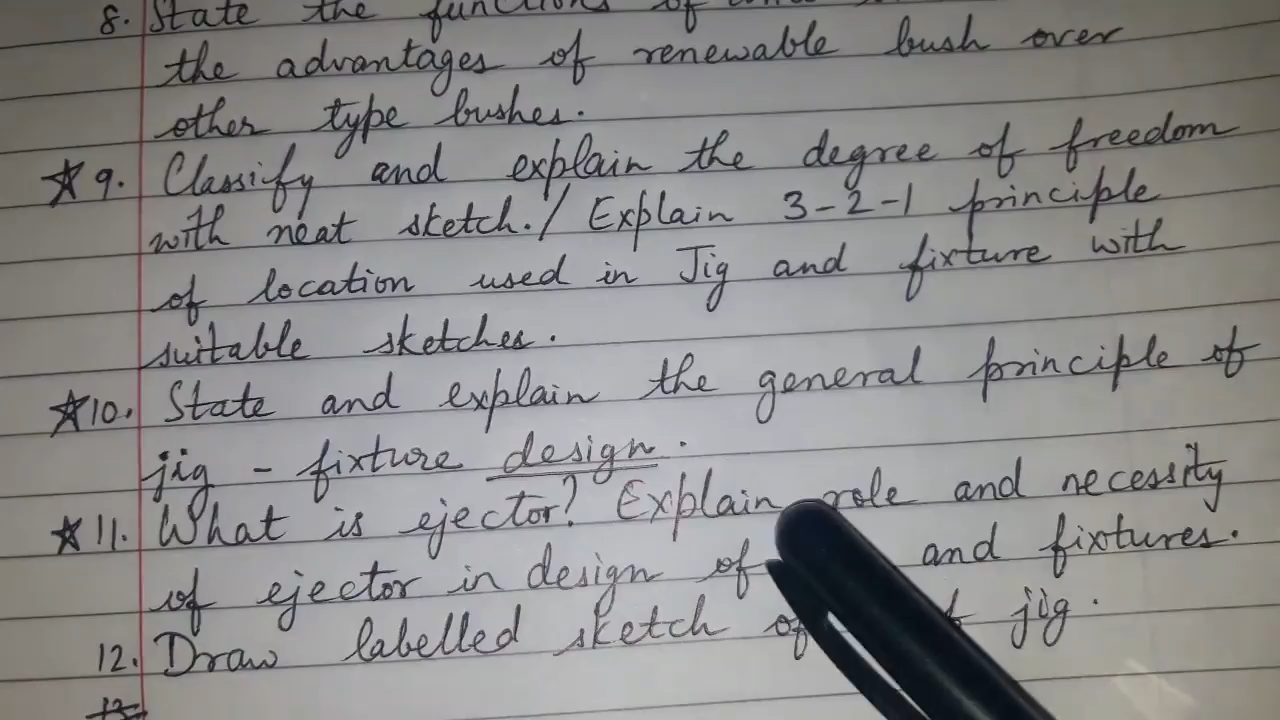 8. State the functions of
the advantages of renewable bush over
other type bushes.
★9. Classify and explain the degree of freedom
with neat sketch. / Explain 3-2-1 principle
of location used in Jig and fixture with
suitable sketches.
★10. State and explain the general principle of
jig - fixture design.
★11. What is ejector? Explain role and necessity
of ejector in design of and fixtures.
12. Draw labelled sketch of jig.
13